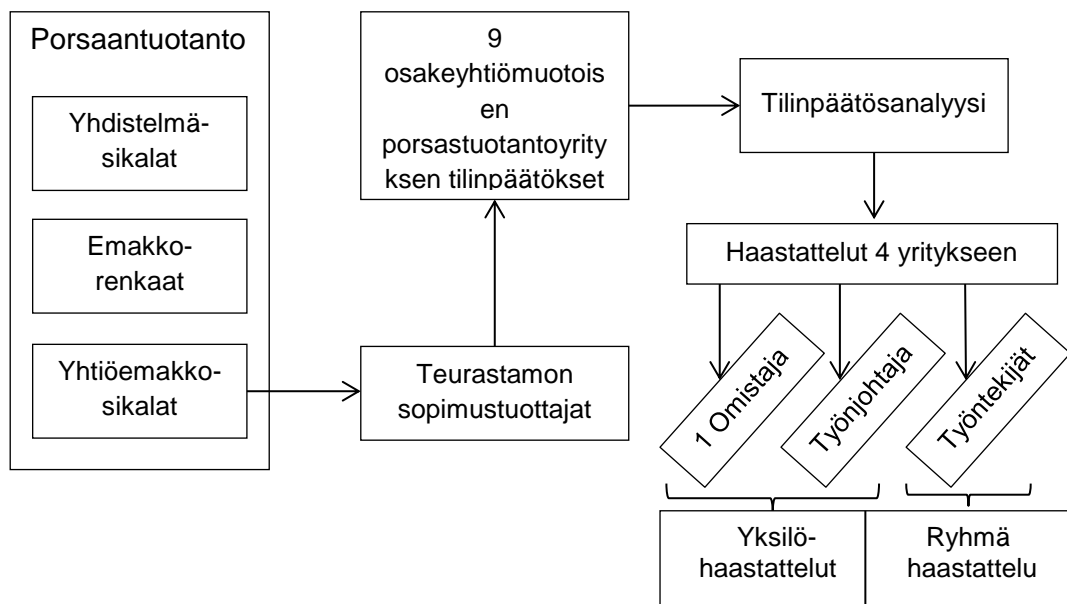 Porsaantuotanto
Yhdistelmä-
sikalat
Emakko-
renkaat
Yhtiöemakko-
sikalat
Teurastamon
sopimustuottajat
9
osakeyhtiömuotois
en
porsastuotantoyrity
ksen tilinpäätökset
Tilinpäätösanalyysi
Haastattelut 4 yritykseen
1 Omistaja
Työnjohtaja
Työntekijät
Yksilö-
haastattelut
Ryhmä
haastattelu